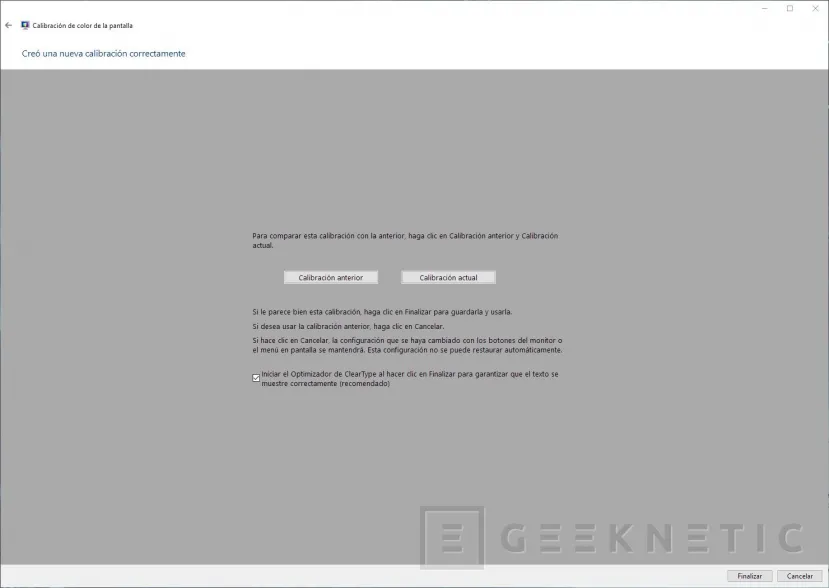 Calibración de color de la pantalla
Creó una nueva calibración correctamente
Para comparar esta calibración con la anterior, haga clic en Calibración anterior y Calibración
actual.
Calibración anterior
Calibración actual
Si le parece bien esta calibración, haga clic en Finalizar para guardarla y usarla.
Si desea usar la calibración anterior, haga clic en Cancelar.
Si hace clic en Cancelar, la configuración que se haya cambiado con los botones del monitor o
el menú en pantalla se mantendrá. Esta configuración no se puede restaurar automáticamente.
Iniciar el Optimizador de ClearType al hacer clic en Finalizar para garantizar que el texto se
muestre correctamente (recomendado)
GEEKNETIC
Finalizar
Cancelar